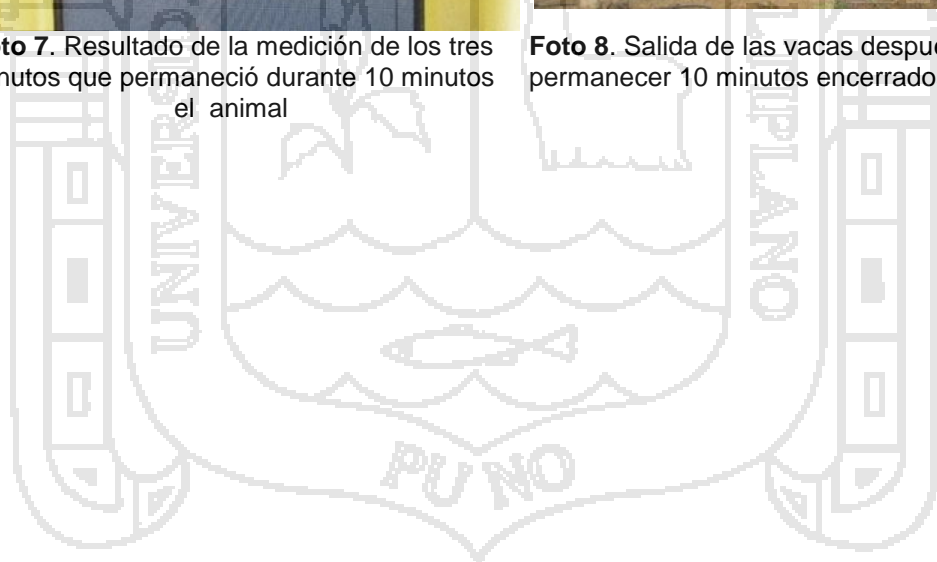 to 7. Resultado de la medición de los tres
nutos que permaneció durante 10 minutos
el animal
Foto 8. Salida de las vacas despu
permanecer 10 minutos encerrado
UNIVERSI
ALTIPLANO
PUNO